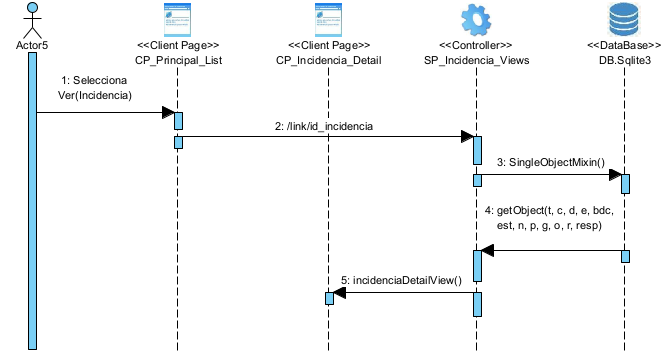 Actor5
<<Client Page>>
CP_Principal_List
<<Client Page>>
CP_Incidencia_Detail
<<Controller>>
SP_Incidencia_Views
<<DataBase>>
DB.Sqlite3
1: Selecciona
Ver(Incidencia)
2: /link/id_incidencia
3: SingleObjectMixin()
4: getObject(t, c, d, e, bdc,
est, n, p, g, o, r, resp)
5: incidenciaDetailView()